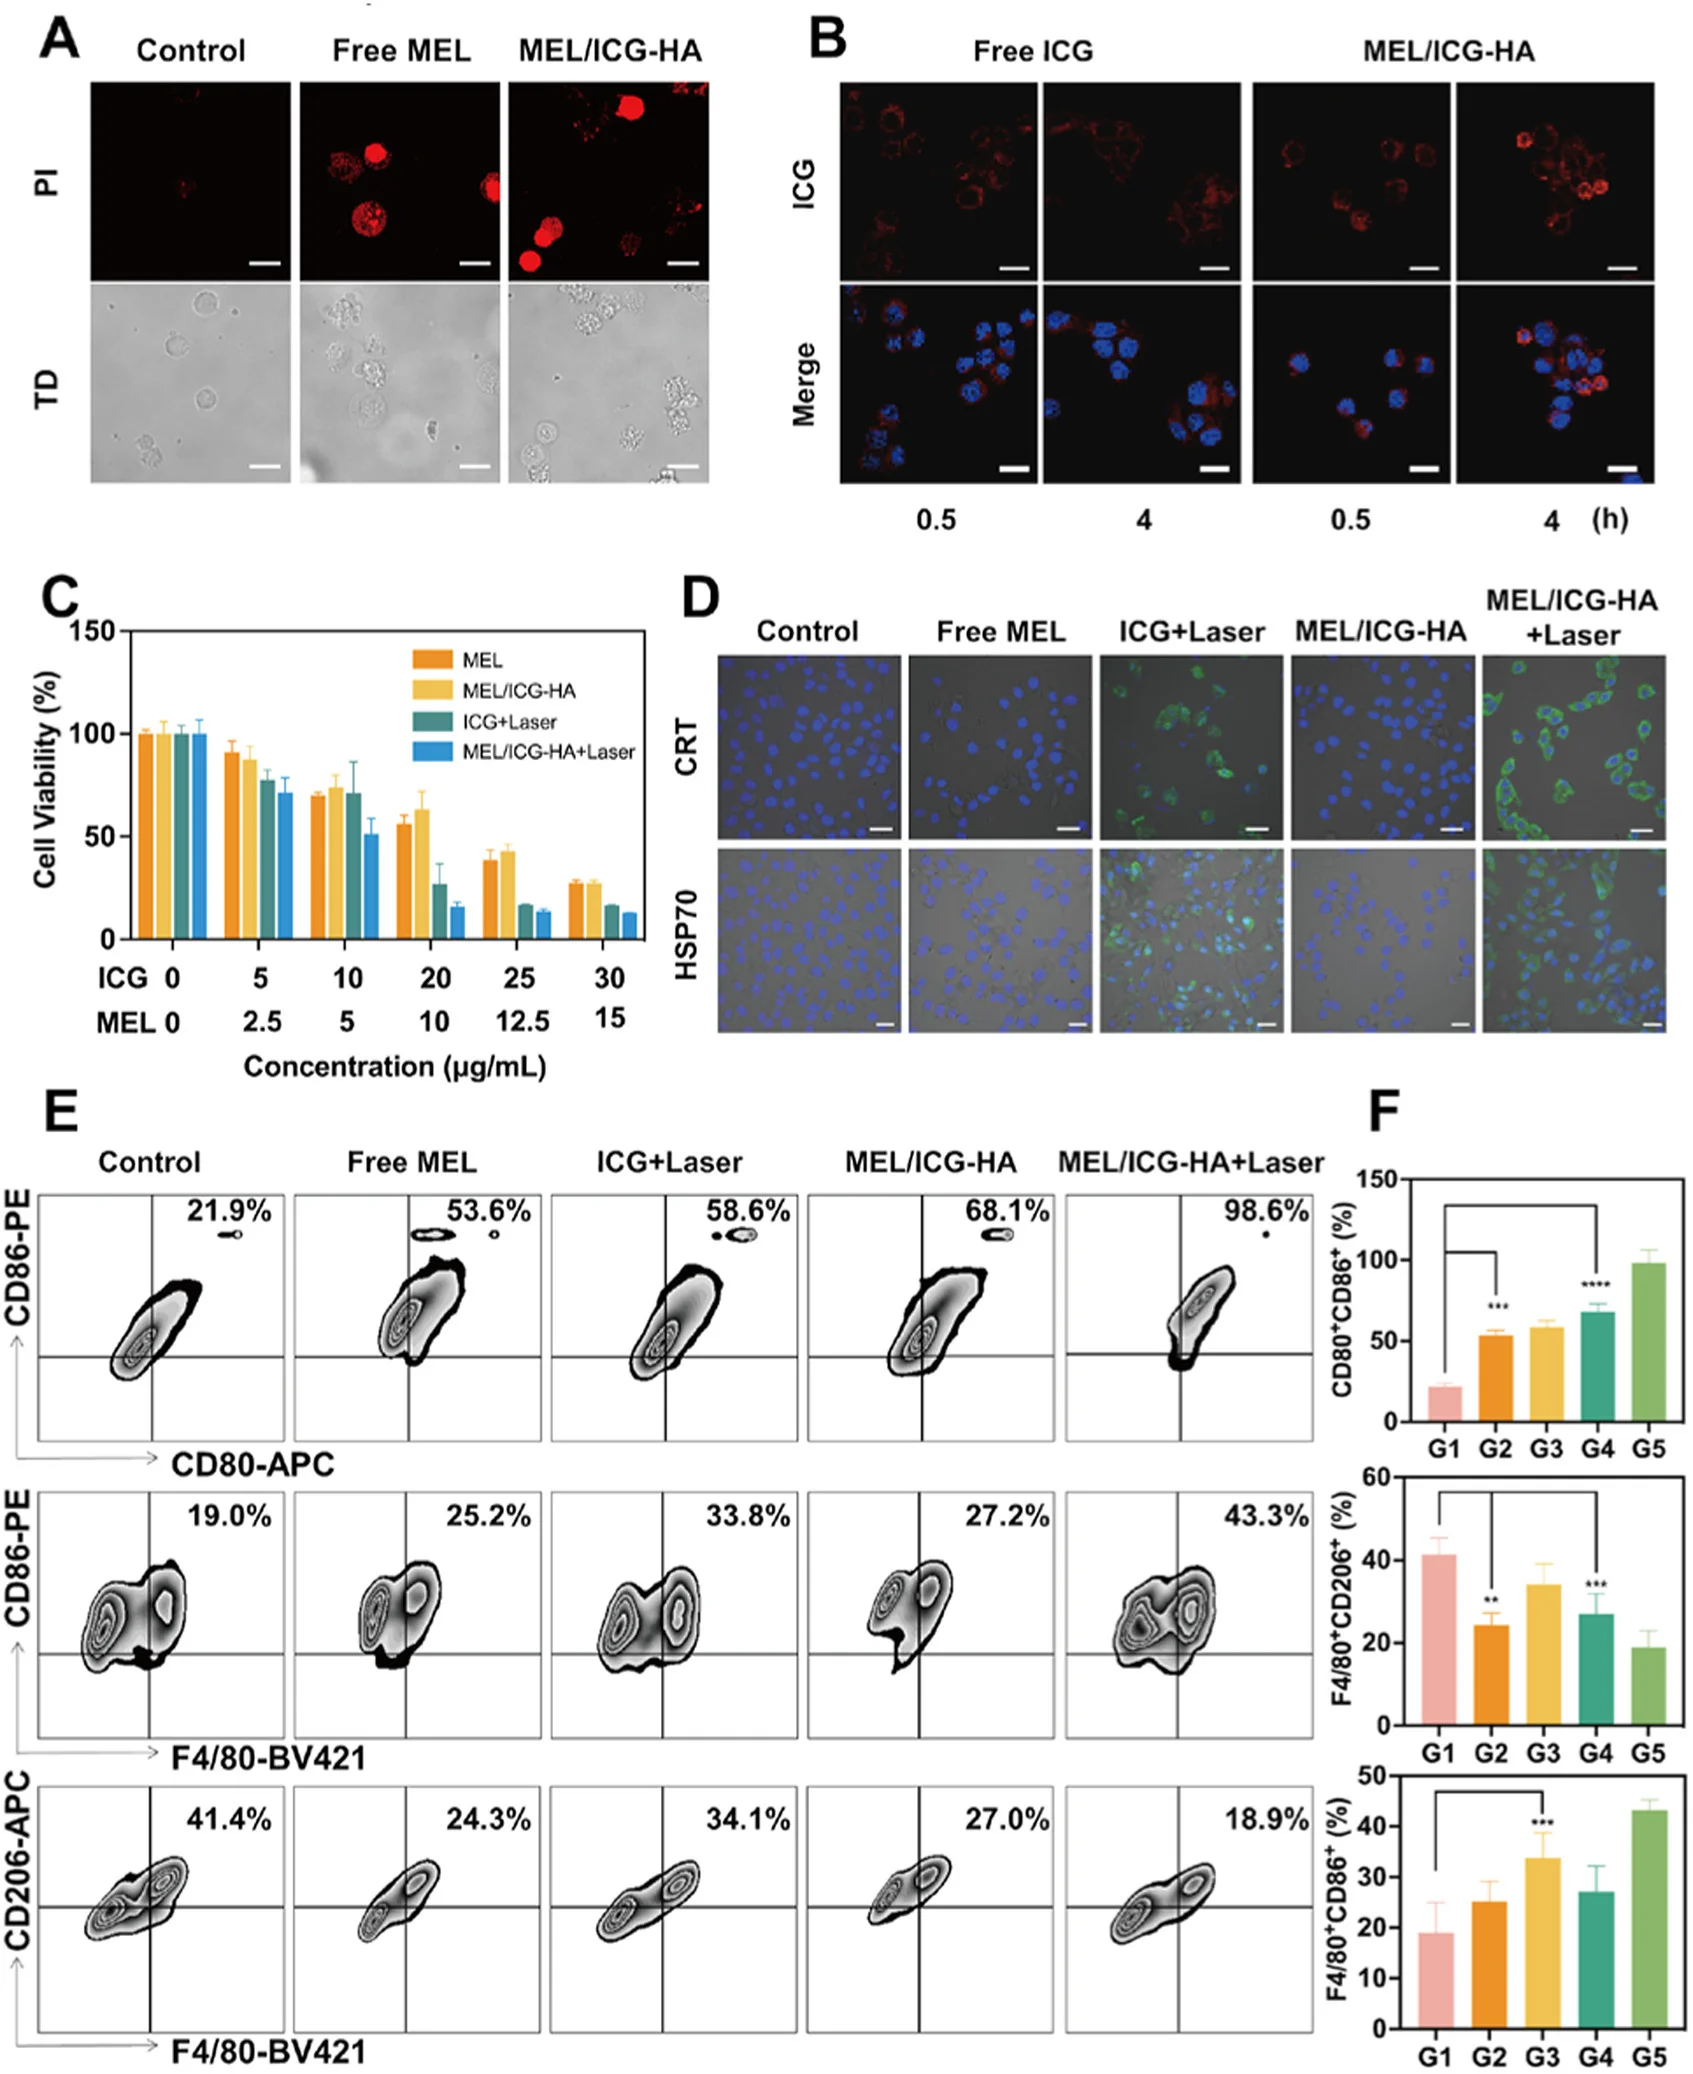 A
Control
Free MEL
MEL/ICG-HA
PI
TD
B
Free ICG
MEL/ICG-HA
ICG
Merge
0.5
4
0.5
4 (h)
C
150
100
50
0
Cell Viability (%)
MEL
MEL/ICG-HA
ICG+Laser
MEL/ICG-HA+Laser
ICG 0 5 10 20 25 30
MEL 0 2.5 5 10 12.5 15
Concentration (µg/mL)
D
Control
Free MEL
ICG+Laser
MEL/ICG-HA
MEL/ICG-HA
+Laser
CRT
HSP70
E
Control
Free MEL
ICG+Laser
MEL/ICG-HA
MEL/ICG-HA+Laser
CD86-PE
21.9%
53.6%
58.6%
68.1%
98.6%
CD80-APC
CD86-PE
19.0%
25.2%
33.8%
27.2%
43.3%
F4/80-BV421
CD206-APC
41.4%
24.3%
34.1%
27.0%
18.9%
F4/80-BV421
F
CD80⁺CD86⁺ (%)
150
100
50
0
***
****
G1 G2 G3 G4 G5
F4/80⁺CD206⁺ (%)
60
40
20
0
**
***
G1 G2 G3 G4 G5
F4/80⁺CD86⁺ (%)
50
40
30
20
10
0
***
G1 G2 G3 G4 G5